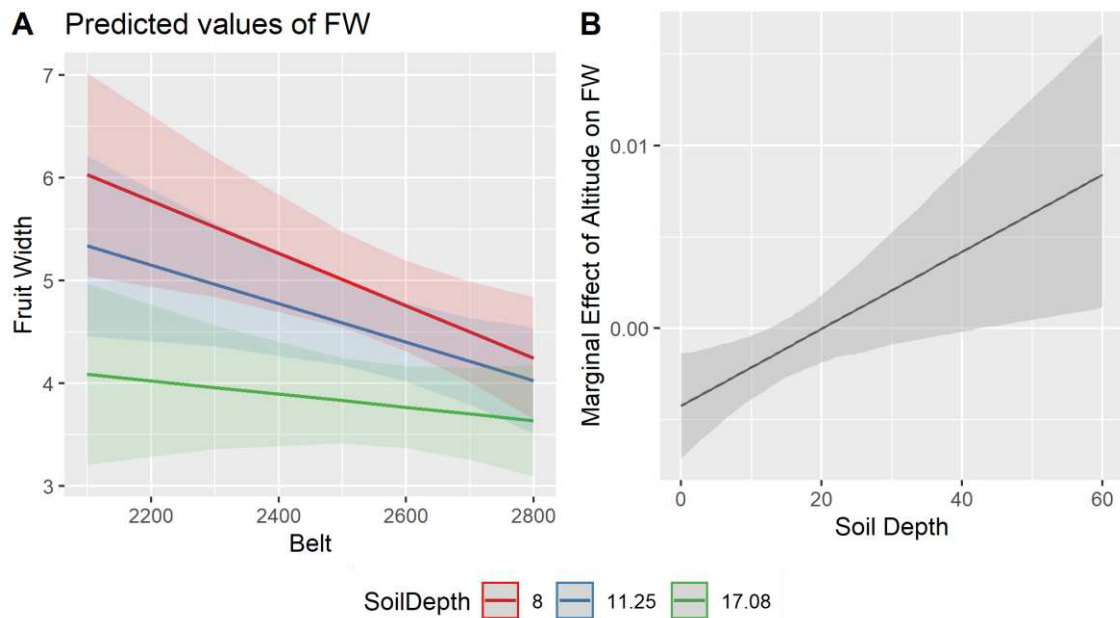 A Predicted values of FW
7
6
5
4
3
Fruit Width
2200 2400 2600 2800
Belt
B
0.01
0.00
Marginal Effect of Altitude on FW
0 20 40 60
Soil Depth
SoilDepth 8 11.25 17.08